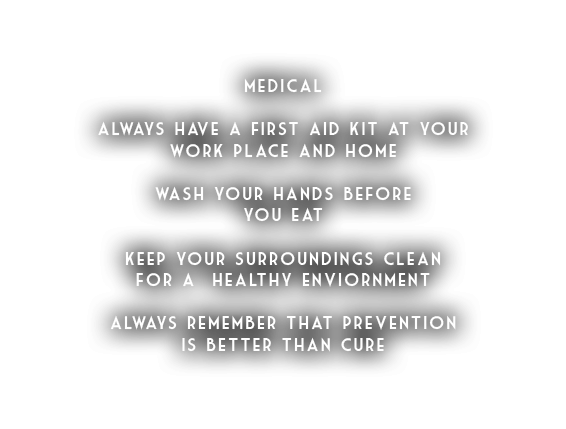 MEDICAL
ALWAYS HAVE A FIRST AID KIT AT YOUR
WORK PLACE AND HOME
WASH YOUR HANDS BEFORE
YOU EAT
KEEP YOUR SURROUNDINGS CLEAN
FOR A HEALTHY ENVIORNMENT
ALWAYS REMEMBER THAT PREVENTION
IS BETTER THAN CURE